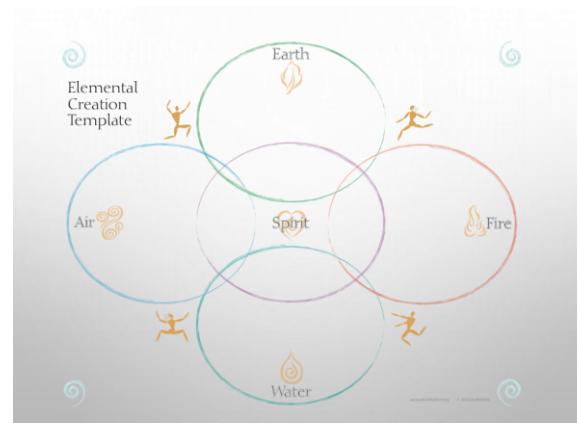 Earth
Elemental
Creation
Template
Air
Spirit
Fire
Water